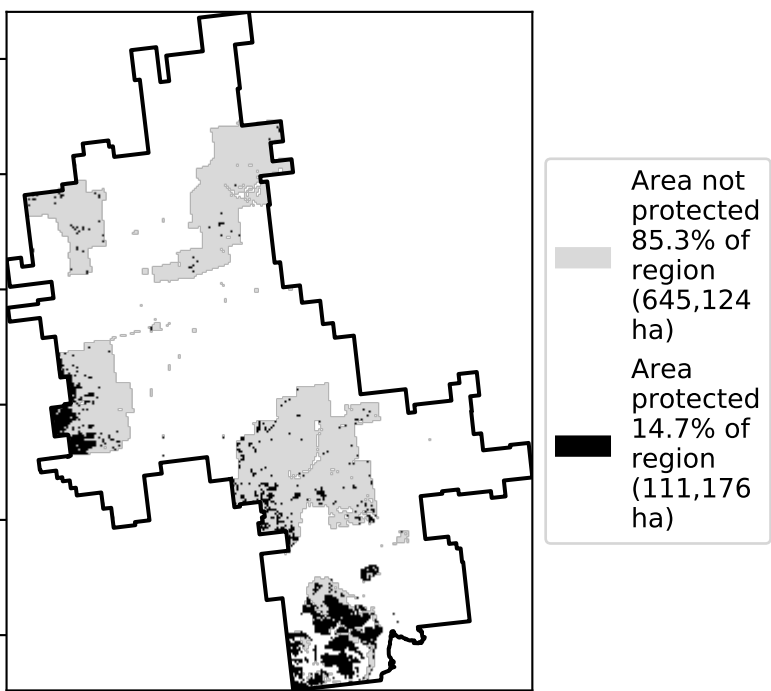 Area not
protected
85.3% of
region
(645,124
ha)
Area
protected
14.7% of
region
(111,176
ha)